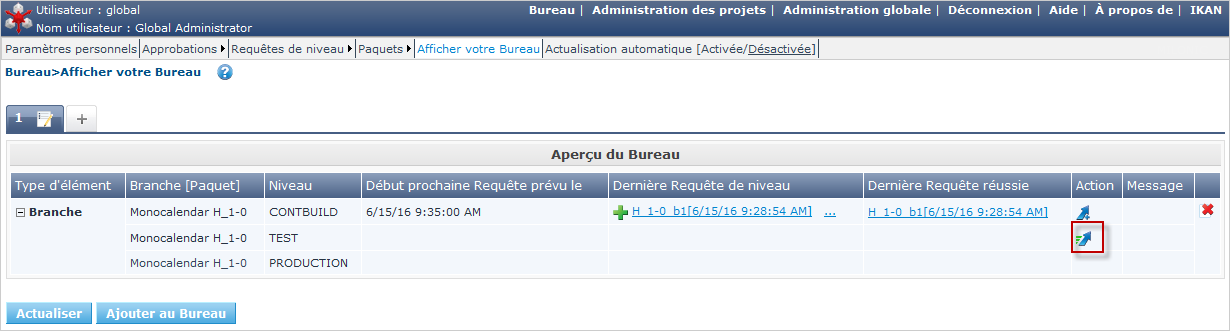 Utilisateur : global
Nom utilisateur : Global Administrator
Bureau | Administration des projets | Administration globale | Déconnexion | Aide | À propos de | IKAN
Paramètres personnels Approbations Requêtes de niveau Paquets Afficher votre Bureau Actualisation automatique [Activée/Désactivée]
Bureau>Afficher votre Bureau ?
1 +
Aperçu du Bureau
Type d'élément Branche [Paquet] Niveau Début prochaine Requête prévu le Dernière Requête de niveau Dernière Requête réussie Action Message
Branche Monocalendar H_1-0 CONTBUILD 6/15/16 9:35:00 AM H_1-0_b1[6/15/16 9:28:54 AM] ... H_1-0_b1[6/15/16 9:28:54 AM]
Monocalendar H_1-0 TEST
Monocalendar H_1-0 PRODUCTION
Actualiser Ajouter au Bureau